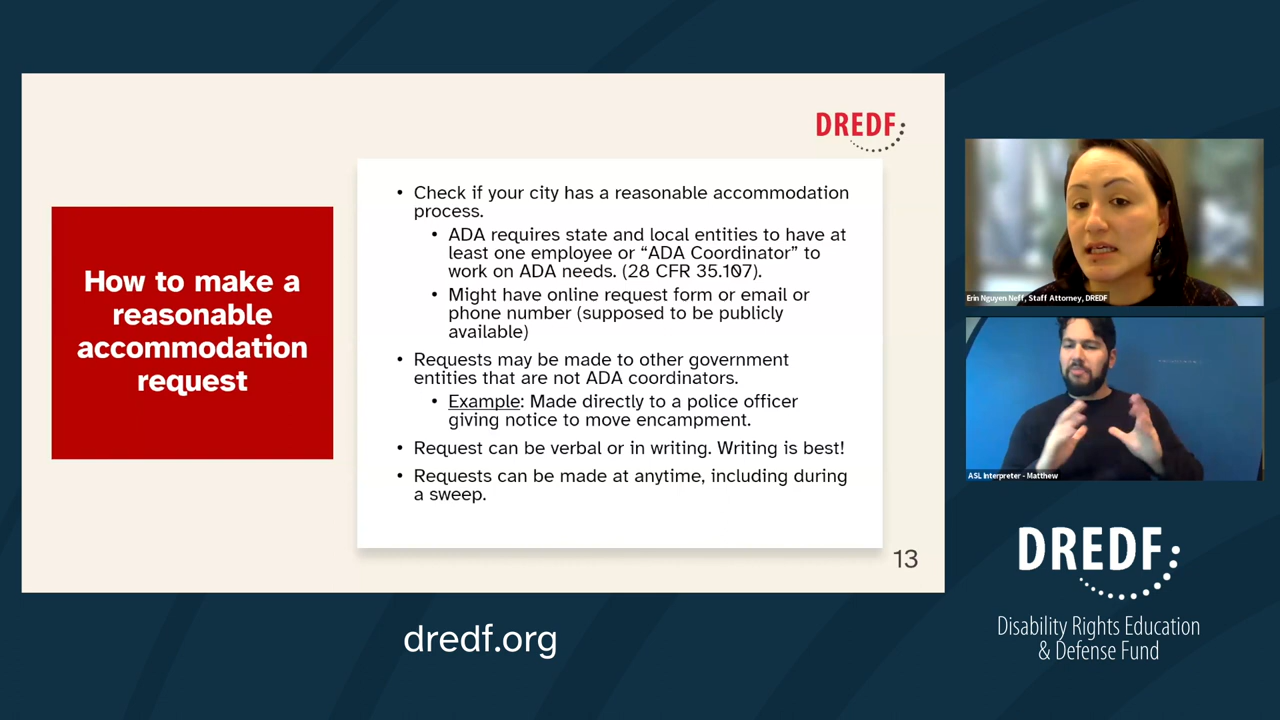 DREDF
How to make a
reasonable
accommodation
request
• Check if your city has a reasonable accommodation
process.
• ADA requires state and local entities to have at
least one employee or “ADA Coordinator” to
work on ADA needs. (28 CFR 35.107).
• Might have online request form or email or
phone number (supposed to be publicly
available)
• Requests may be made to other government
entities that are not ADA coordinators.
• Example: Made directly to a police officer
giving notice to move encampment.
• Request can be verbal or in writing. Writing is best!
• Requests can be made at anytime, including during
a sweep.
13
Erin Nguyen Neff, Staff Attorney, DREDF
ASL Interpreter - Matthew
DREDF
Disability Rights Education
& Defense Fund
dredf.org